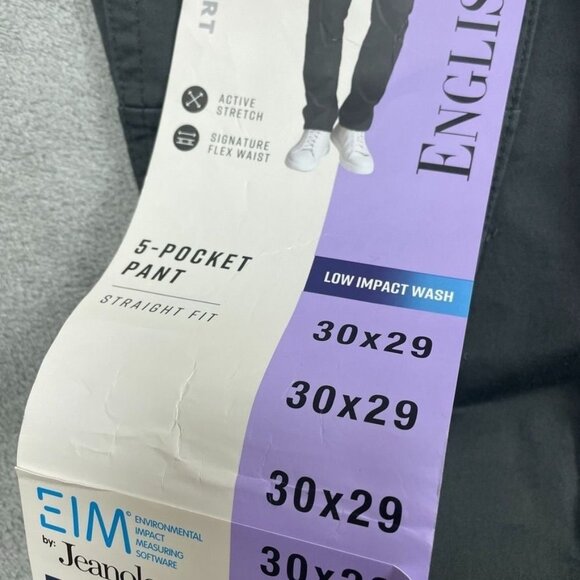 ENGLIS
ACTIVE
STRETCH
SIGNATURE
FLEX WAIST
5-POCKET
PANT
STRAIGHT FIT
LOW IMPACT WASH
30x29
30x29
30x29
EIM
ENVIRONMENTAL
IMPACT
MEASURING
SOFTWARE
by: Jeanolo